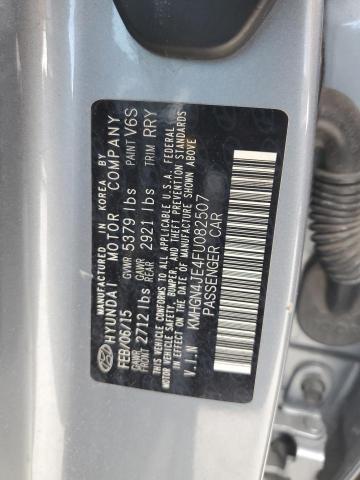 MANUFACTURED IN KOREA BY
HYUNDAI MOTOR COMPANY
FEB/06/15 GVWR 5379 lbs PAINT V6S
GAWR FRONT 2712 lbs GAWR REAR 2921 lbs TRIM RRY
THIS VEHICLE CONFORMS TO ALL APPLICABLE U.S.A. FEDERAL
MOTOR VEHICLE SAFETY, BUMPER, AND THEFT PREVENTION STANDARDS
IN EFFECT ON THE DATE OF MANUFACTURE SHOWN ABOVE
V.I.N KMHGN4JE4FU082507
PASSENGER CAR